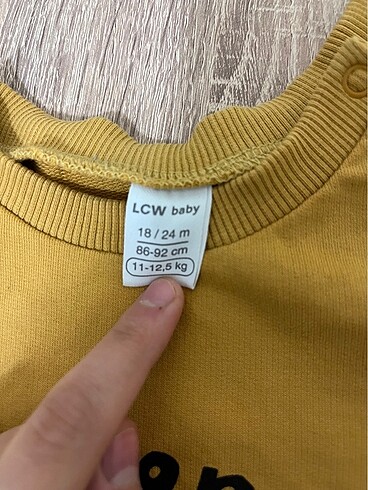 LCW baby
18 / 24 m
86-92 cm
11-12,5 kg